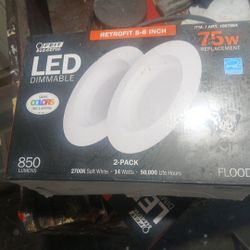 RETROFIT 5-6 INCH
FEIT ELECTRIC
75W
REPLACEMENT
LED
DIMMABLE
COLORS
850
LUMENS
2-PACK
2700K Soft White • 14 Watts • 50,000 Life Hours
FLOOD